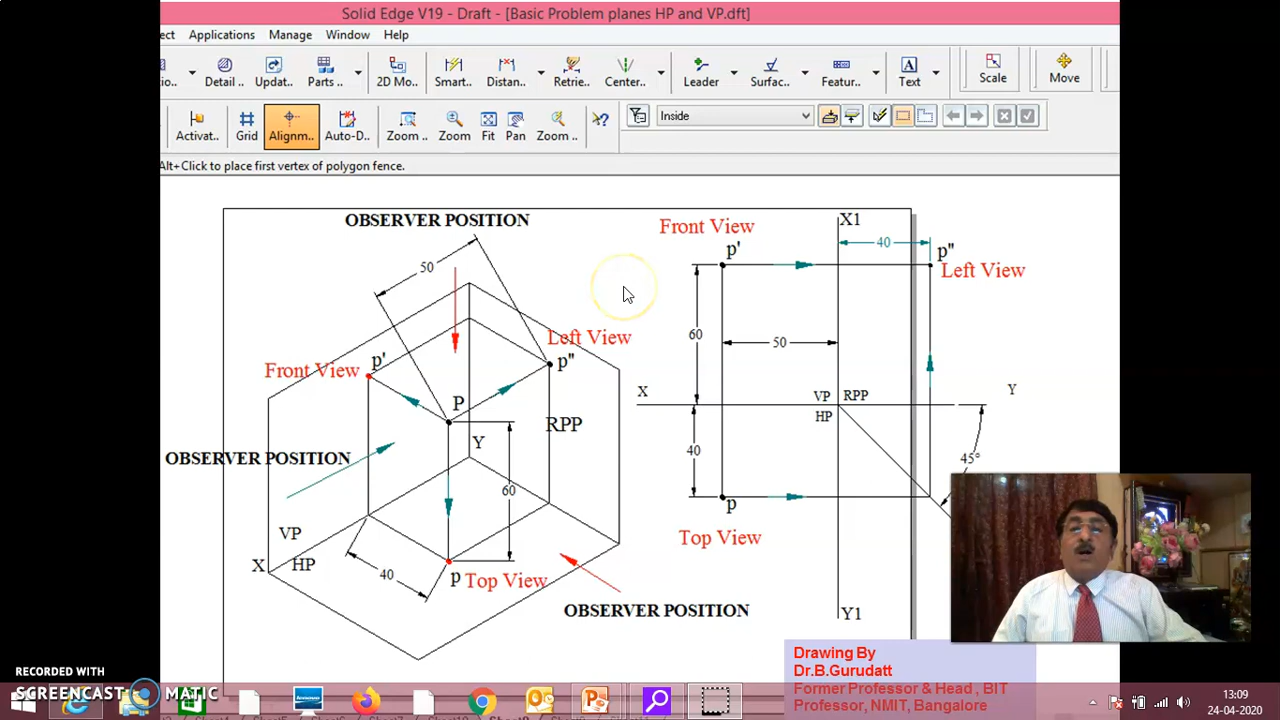 Solid Edge V19 - Draft - [Basic Problem planes HP and VP.dft]
ect Applications Manage Window Help
Detail .. Updat.. Parts .. 2D Mo.. Smart.. Distan.. Retrie.. Center.. Leader Surfac.. Featur.. Text Scale Move
Activat.. Grid Alignm.. Auto-D.. Zoom .. Zoom Fit Pan Zoom .. Inside
Alt+Click to place first vertex of polygon fence.
OBSERVER POSITION
50
Left View
p'
p"
Front View
P
Y
RPP
OBSERVER POSITION
60
VP
X
HP
40
p
Top View
OBSERVER POSITION
Front View
X1
p'
40
p"
Left View
60
50
X
VP
RPP
Y
HP
40
45°
p
Top View
Y1
Drawing By
Dr.B.Gurudatt
Former Professor & Head , BIT
Professor, NMIT, Bangalore
RECORDED WITH
SCREENCAST MATIC
13:09
24-04-2020